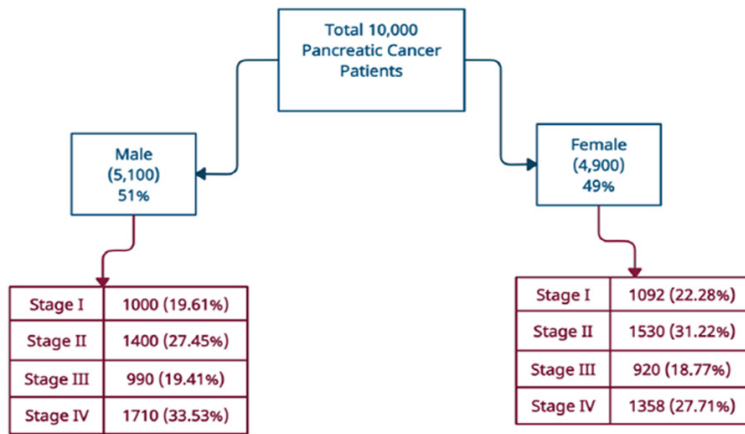 Total 10,000
Pancreatic Cancer
Patients
Male
(5,100)
51%
Female
(4,900)
49%
Stage I 1000 (19.61%)
Stage II 1400 (27.45%)
Stage III 990 (19.41%)
Stage IV 1710 (33.53%)
Stage I 1092 (22.28%)
Stage II 1530 (31.22%)
Stage III 920 (18.77%)
Stage IV 1358 (27.71%)